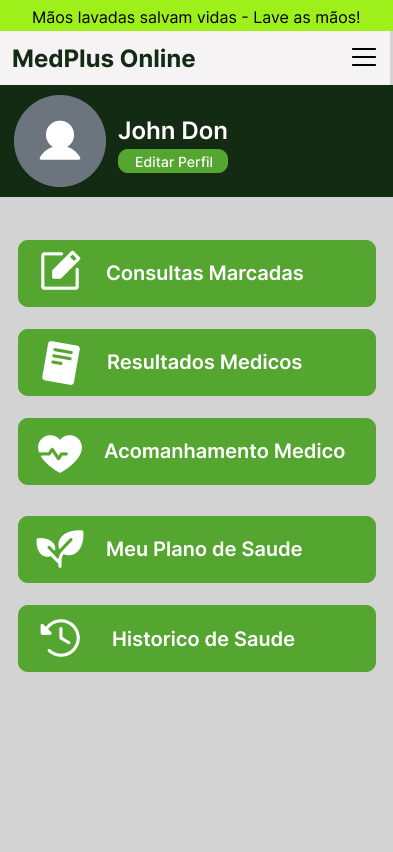 Mãos lavadas salvam vidas - Lave as mãos!
MedPlus Online
John Don
Editar Perfil
Consultas Marcadas
Resultados Medicos
Acomanhamento Medico
Meu Plano de Saude
Historico de Saude